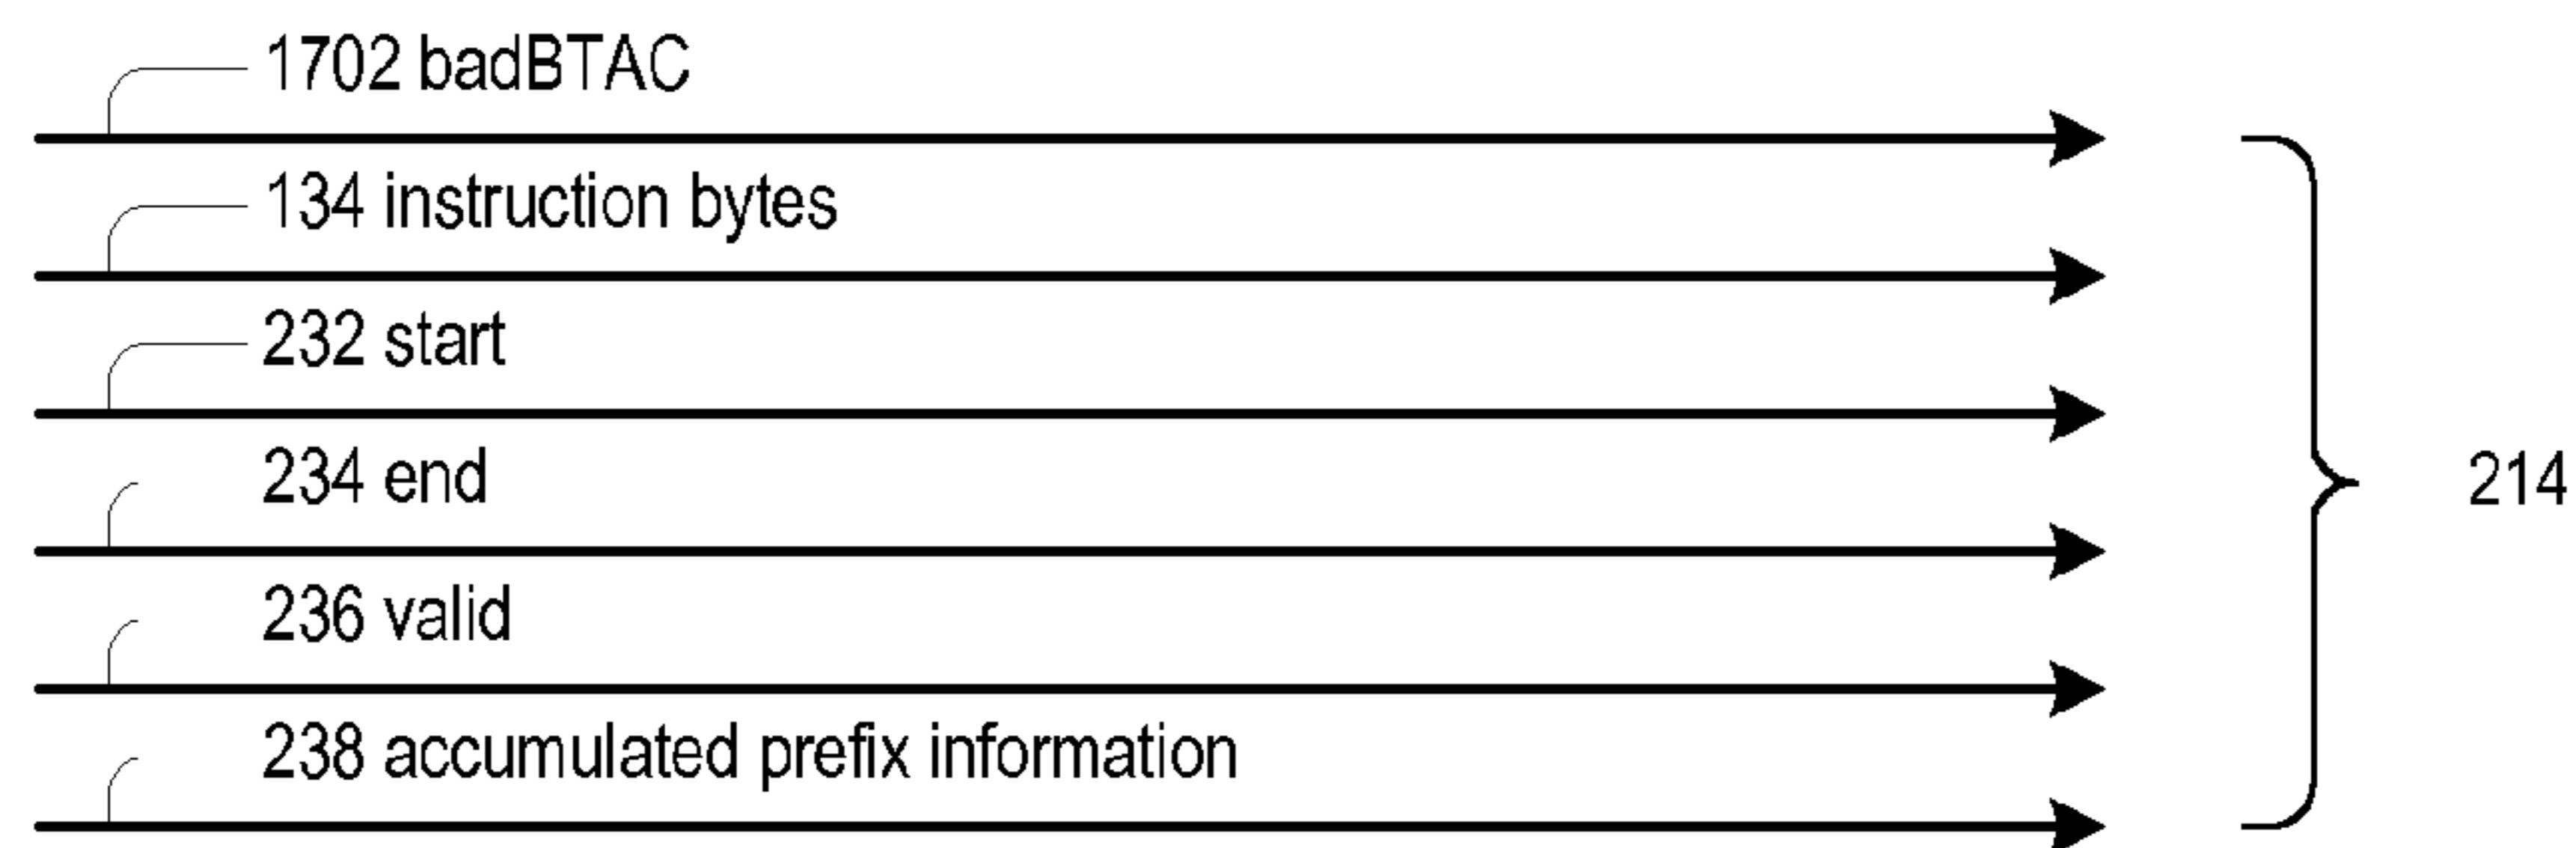 1702 badBTAC
134 instruction bytes
232 start
234 end
236 valid
238 accumulated prefix information
214